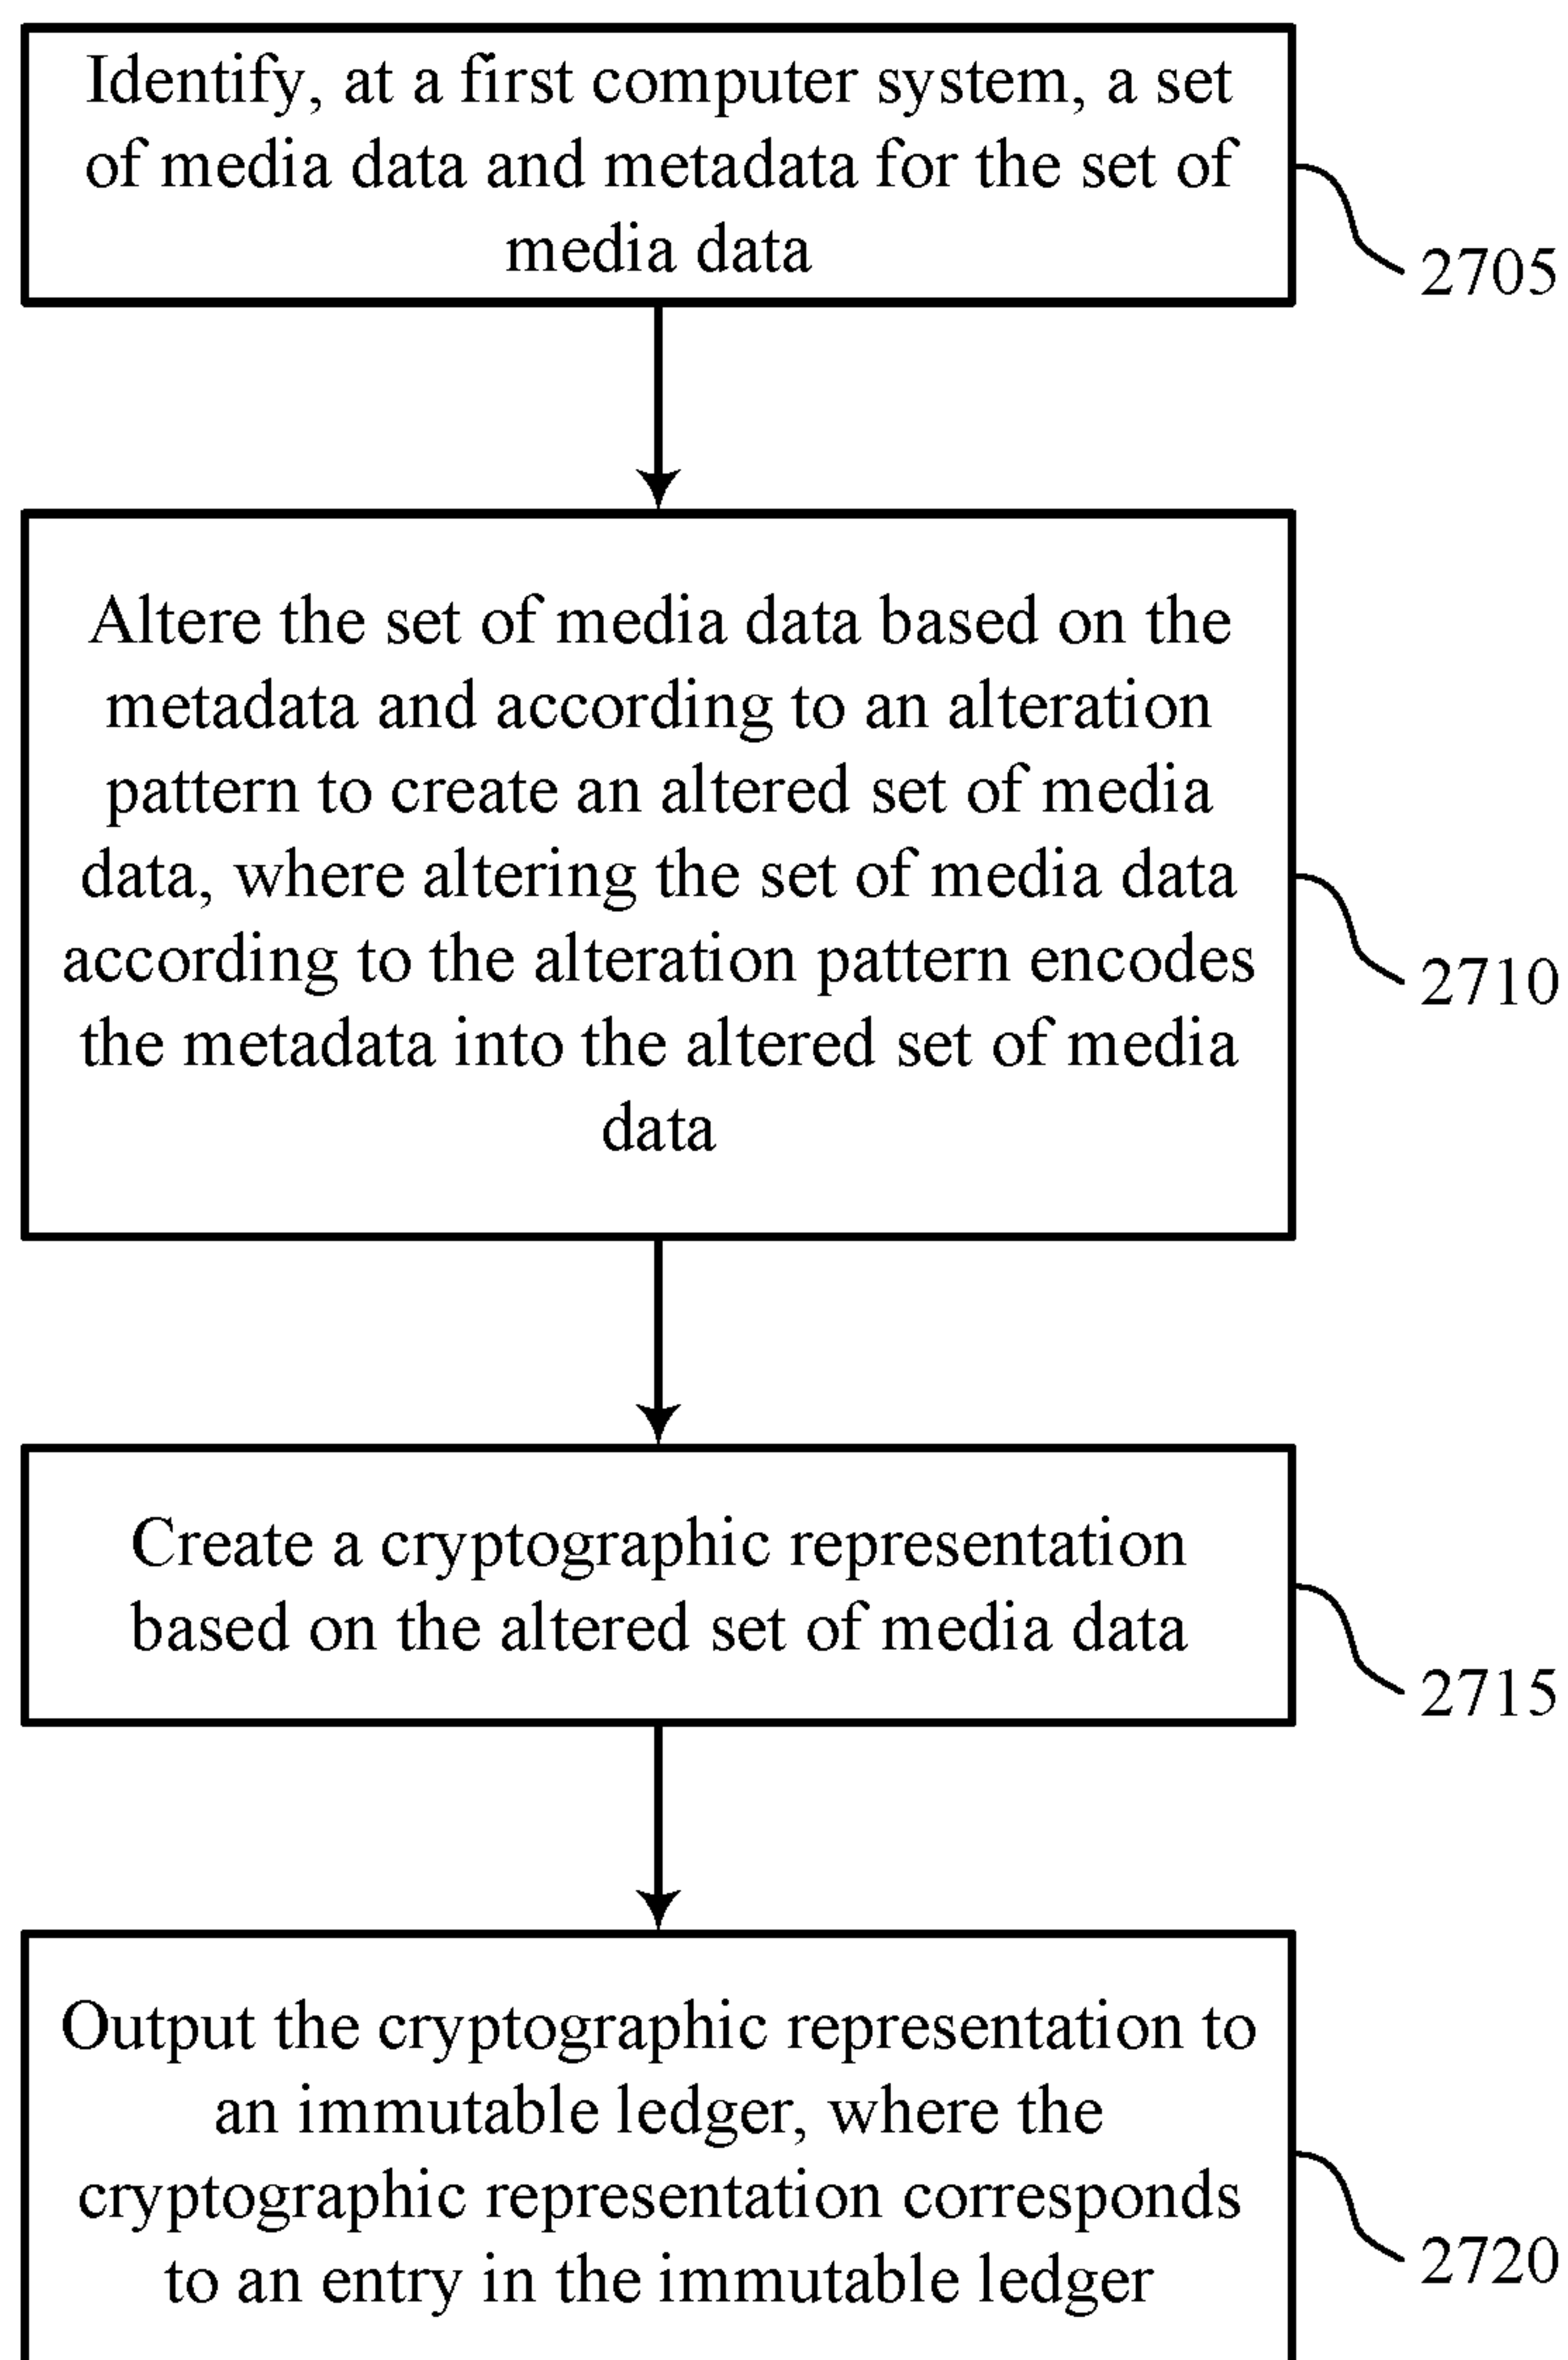 Identify, at a first computer system, a set
of media data and metadata for the set of
media data
2705
Altere the set of media data based on the
metadata and according to an alteration
pattern to create an altered set of media
data, where altering the set of media data
according to the alteration pattern encodes
the metadata into the altered set of media
data
2710
Create a cryptographic representation
based on the altered set of media data
2715
Output the cryptographic representation to
an immutable ledger, where the
cryptographic representation corresponds
to an entry in the immutable ledger
2720